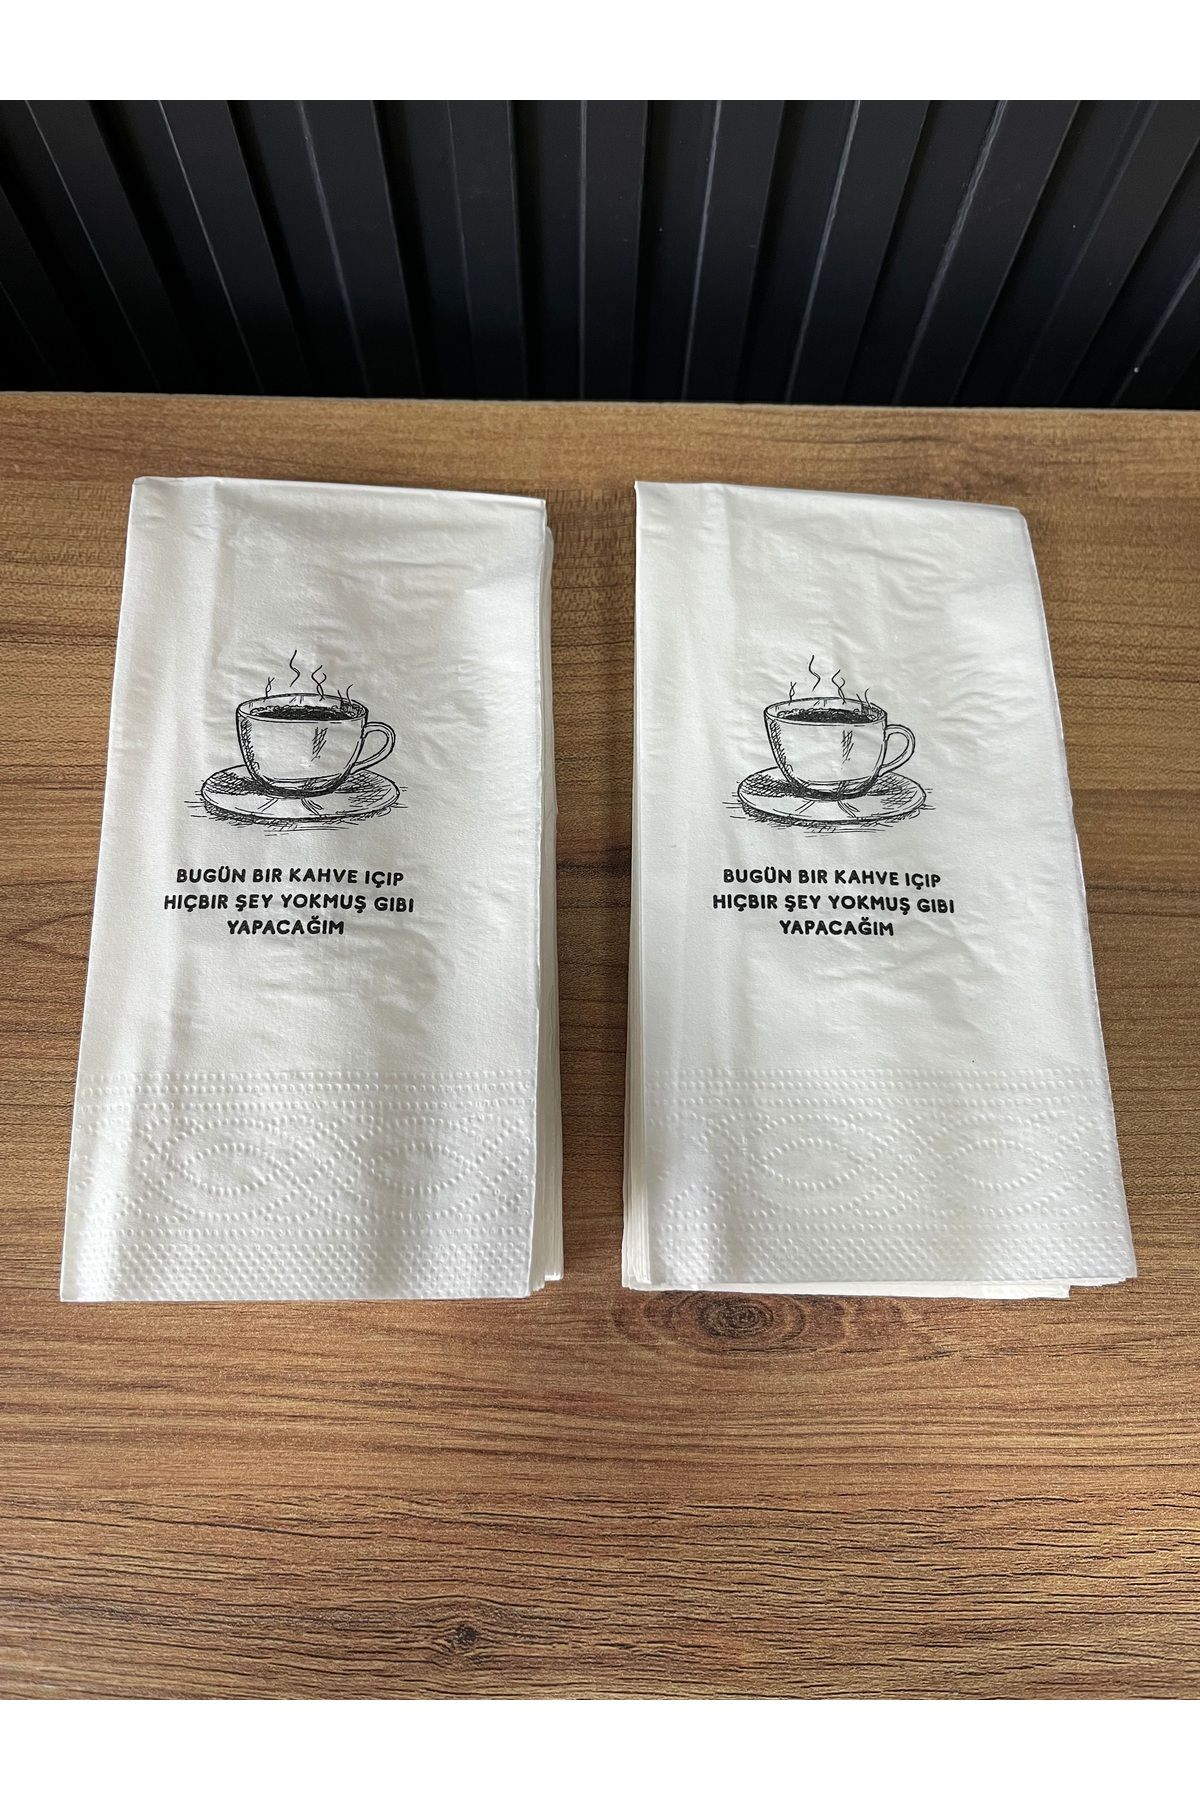 BUGÜN BIR KAHVE IÇIP
HIÇBIR ŞEY YOKMUŞ GIBI
YAPACAĞIM
BUGÜN BIR KAHVE IÇIP
HIÇBIR ŞEY YOKMUŞ GIBI
YAPACAĞIM